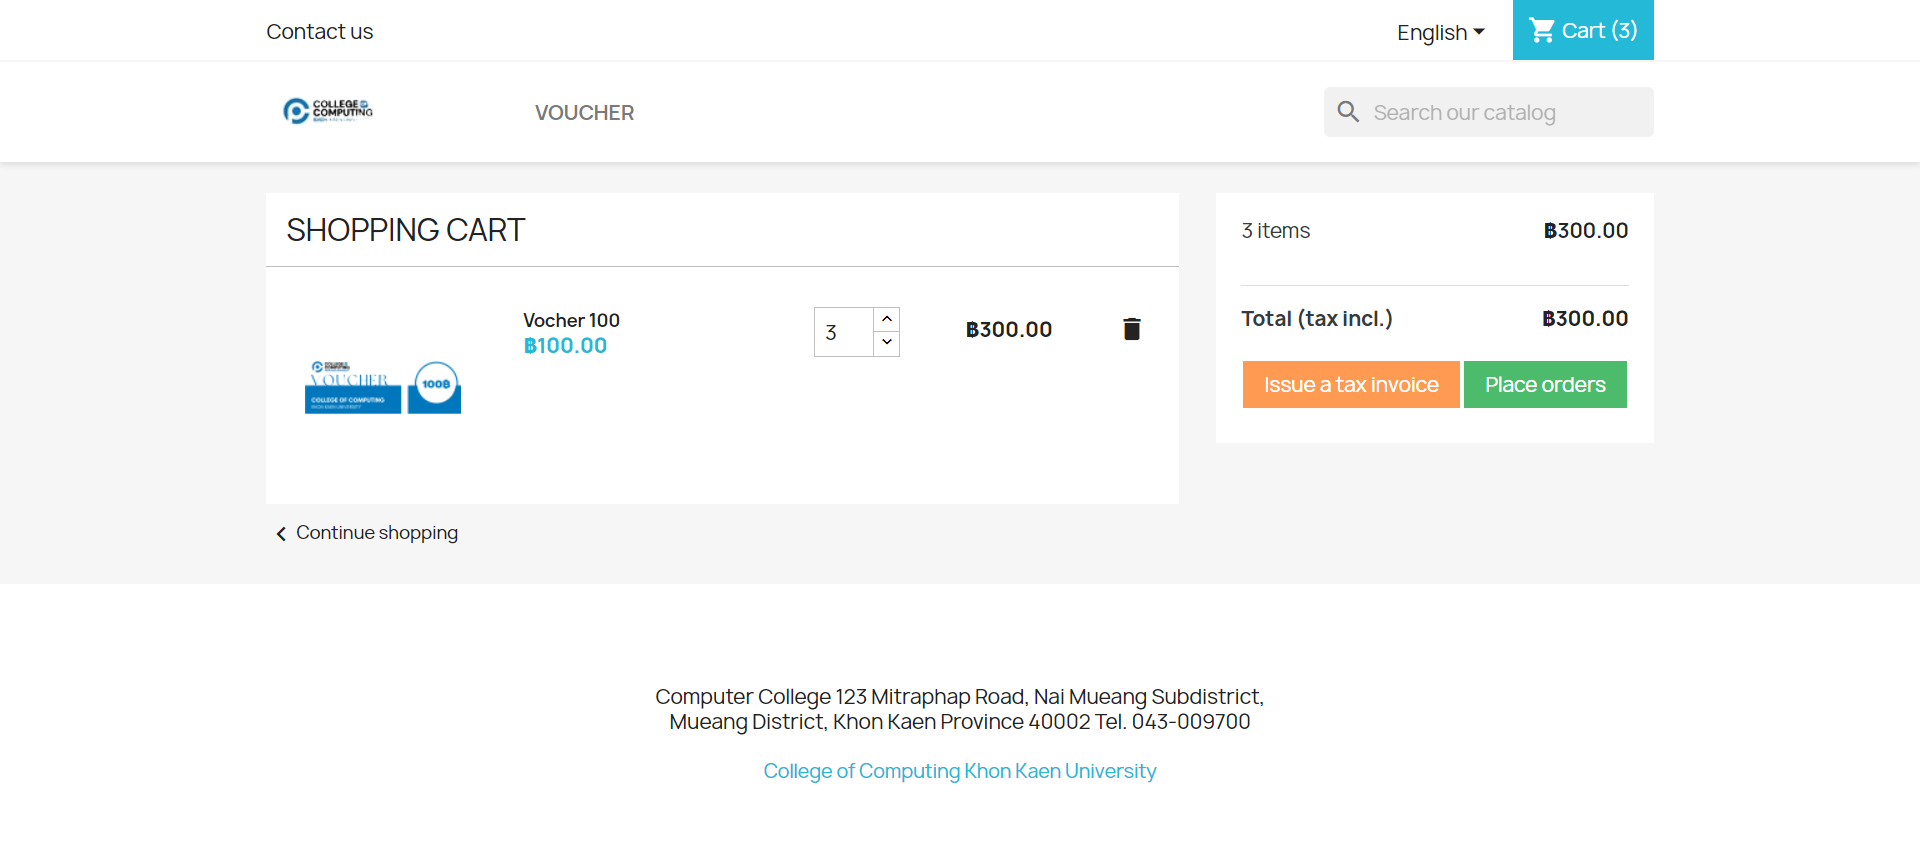 Contact us
English
Cart (3)
COLLEGE OF
COMPUTING
VOUCHER
Search our catalog
SHOPPING CART
Vocher 100
฿100.00
3
฿300.00
VOUCHER
100฿
COLLEGE OF COMPUTING
KHON KAEN UNIVERSITY
3 items
฿300.00
Total (tax incl.)
฿300.00
Issue a tax invoice
Place orders
Continue shopping
Computer College 123 Mitraphap Road, Nai Mueang Subdistrict,
Mueang District, Khon Kaen Province 40002 Tel. 043-009700
College of Computing Khon Kaen University